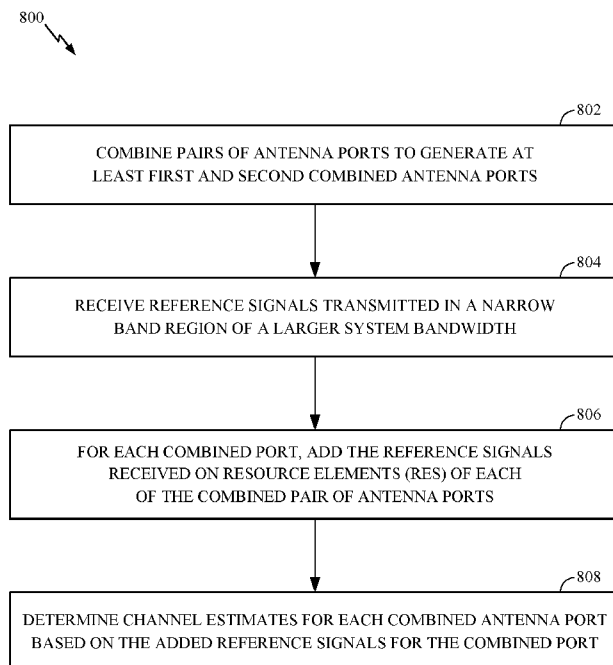 800
802
COMBINE PAIRS OF ANTENNA PORTS TO GENERATE AT
LEAST FIRST AND SECOND COMBINED ANTENNA PORTS
804
RECEIVE REFERENCE SIGNALS TRANSMITTED IN A NARROW
BAND REGION OF A LARGER SYSTEM BANDWIDTH
806
FOR EACH COMBINED PORT, ADD THE REFERENCE SIGNALS
RECEIVED ON RESOURCE ELEMENTS (RES) OF EACH
OF THE COMBINED PAIR OF ANTENNA PORTS
808
DETERMINE CHANNEL ESTIMATES FOR EACH COMBINED ANTENNA PORT
BASED ON THE ADDED REFERENCE SIGNALS FOR THE COMBINED PORT